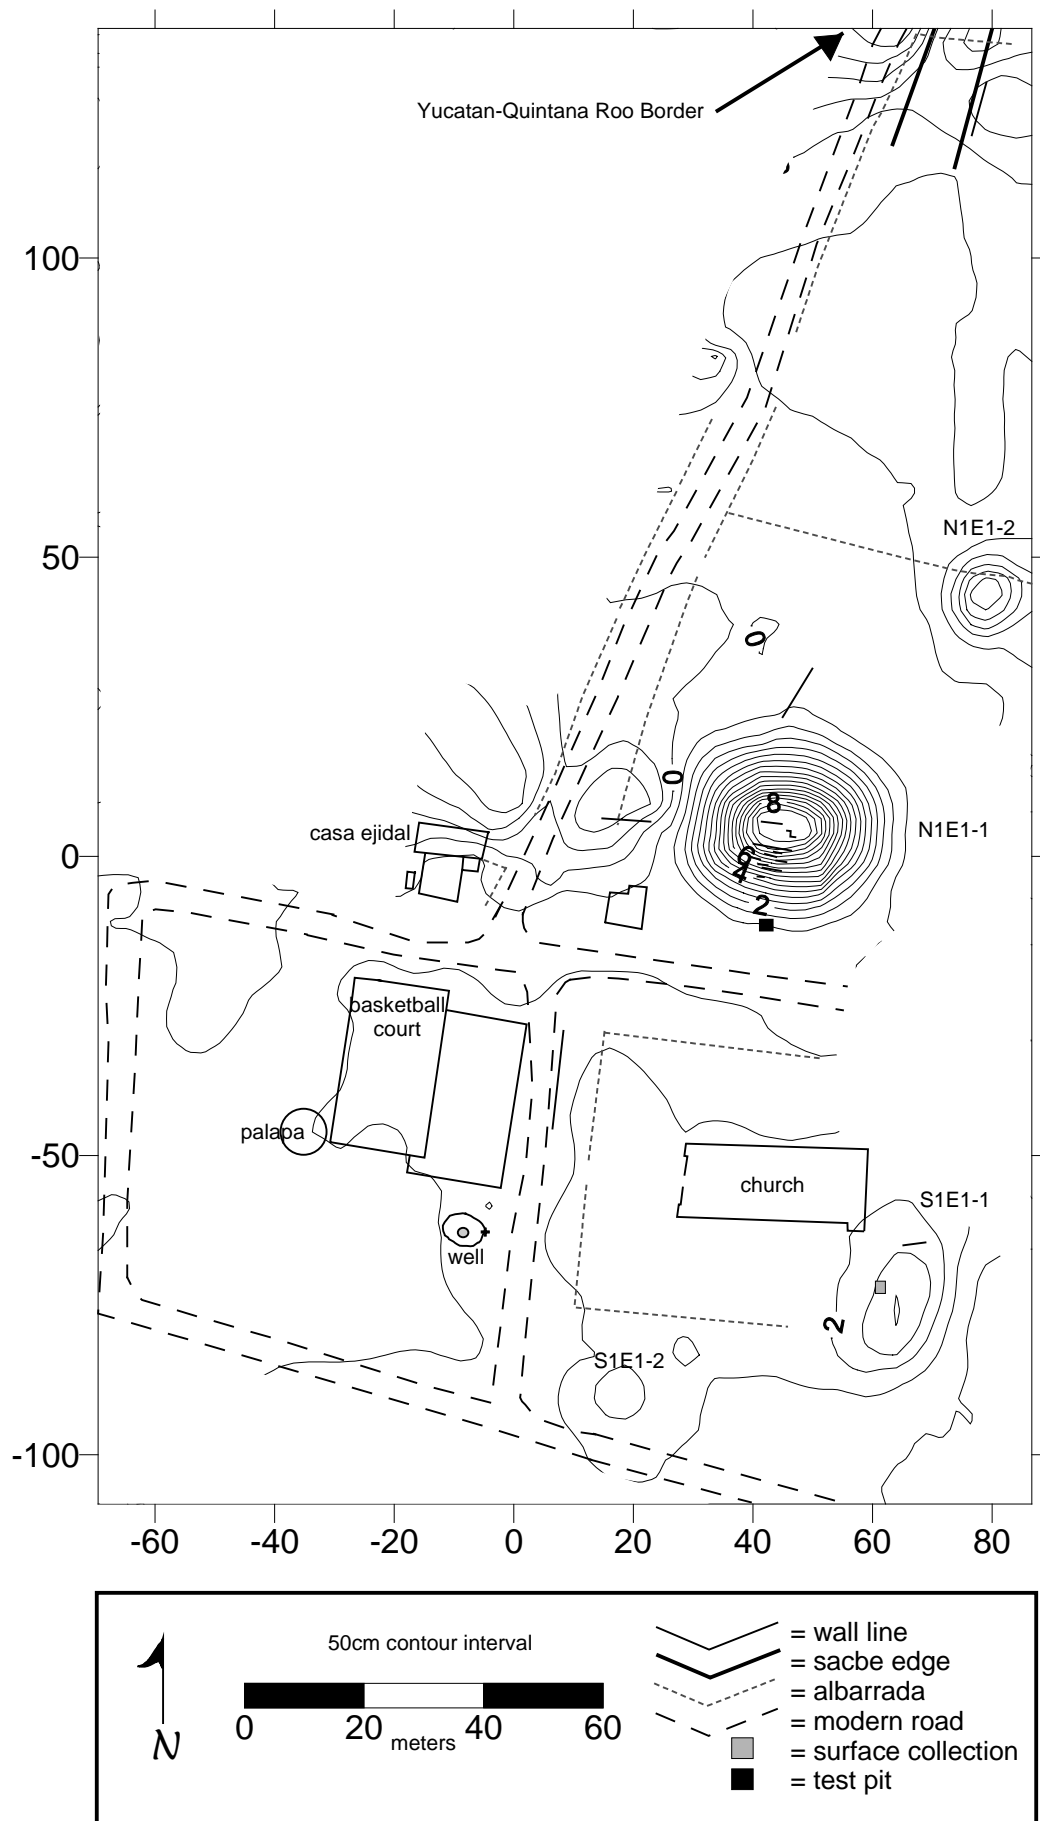 Yucatan-Quintana Roo Border
100
50
N1E1-2
0
0
8
casa ejidal
N1E1-1
0
6
4
2
basketball
court
palapa
-50
church
S1E1-1
well
2
S1E1-2
-100
-60 -40 -20 0 20 40 60 80
50cm contour interval
= wall line
= sacbe edge
= albarrada
0 20 40 60
meters
= modern road
N
= surface collection
= test pit